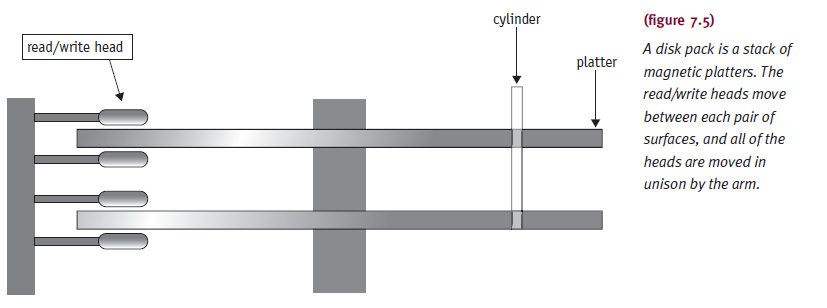 read/write head
cylinder
platter
(figure 7.5)
A disk pack is a stack of
magnetic platters. The
read/write heads move
between each pair of
surfaces, and all of the
heads are moved in
unison by the arm.